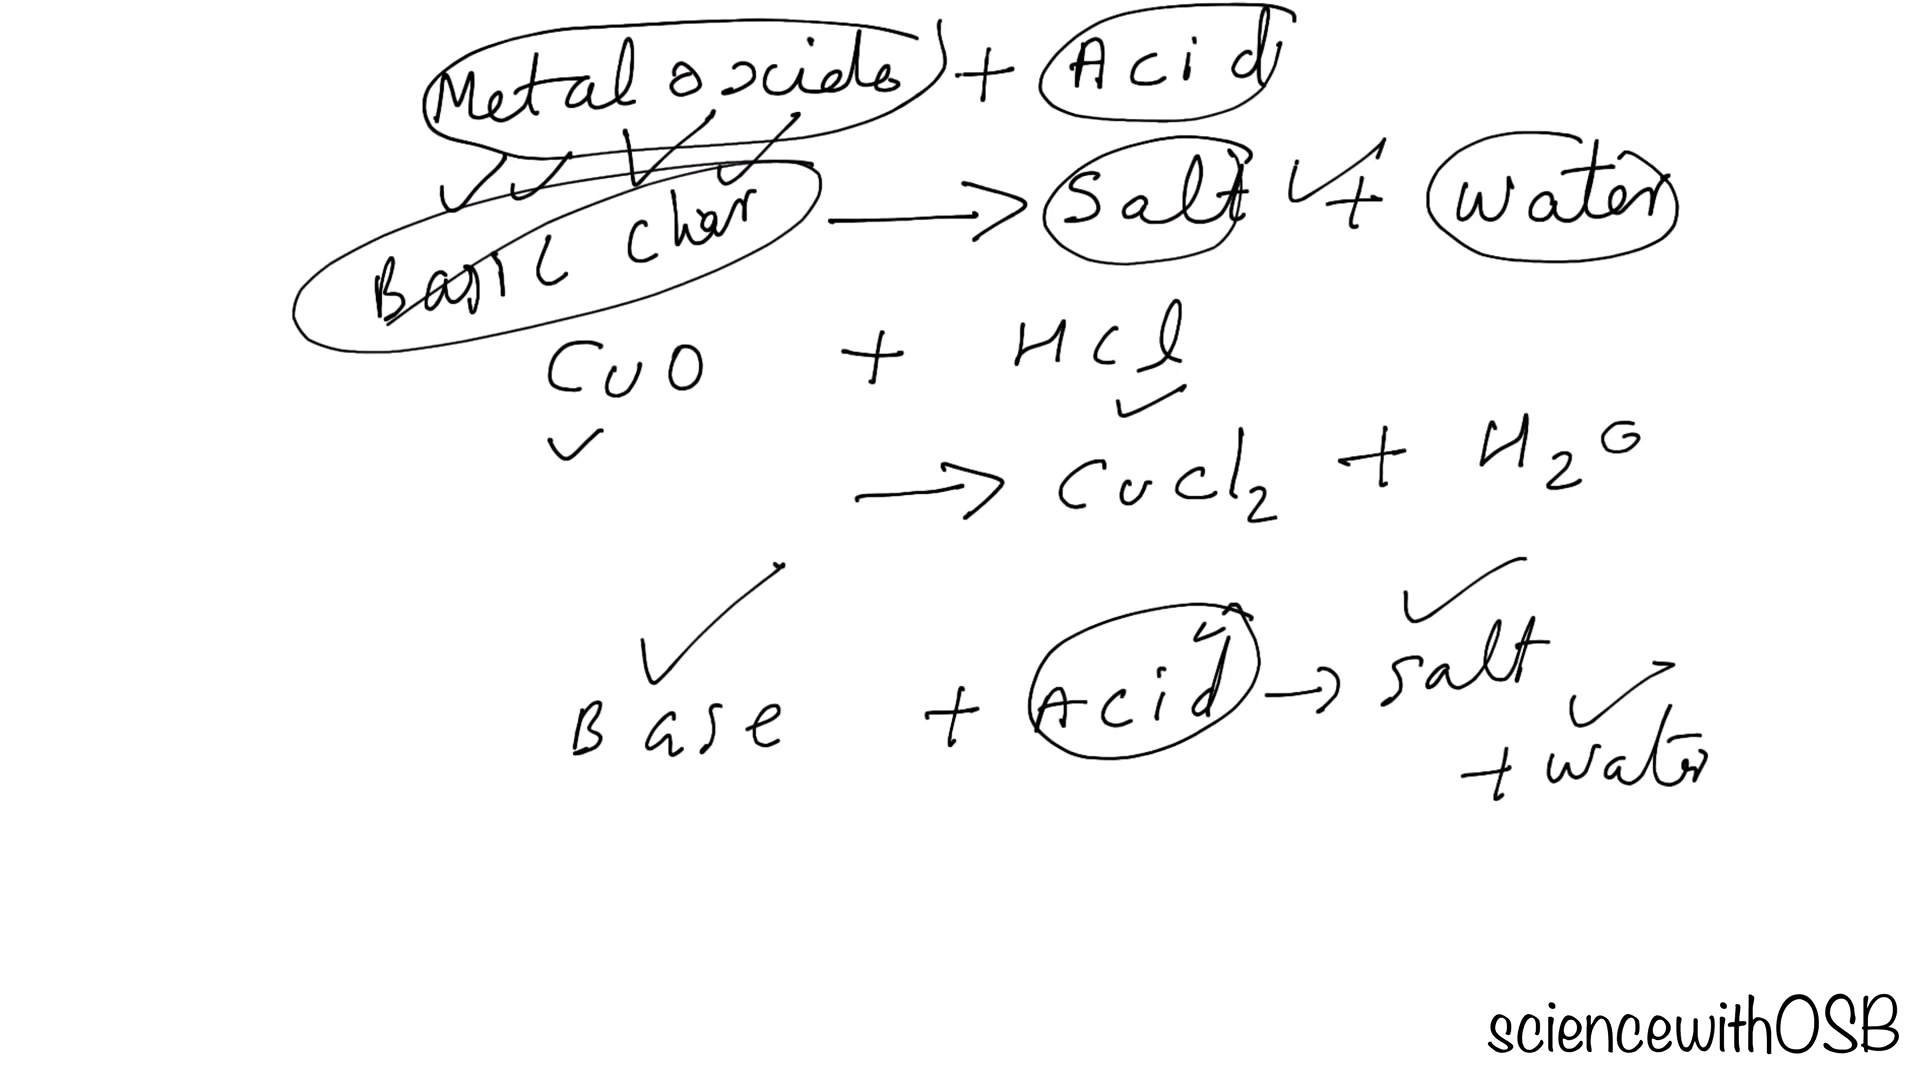 Metal oxide + Acid
→ Salt + Water
Basic Char
CuO + HCl
→ CuCl2 + H2O
Base + Acid → Salt
+ Water
sciencewithOSB